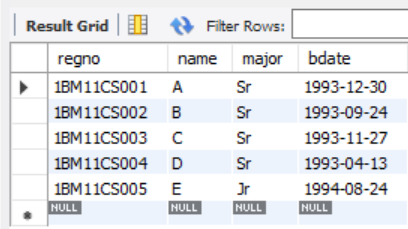 Result Grid Filter Rows:
regno name major bdate
1BM11CS001 A Sr 1993-12-30
1BM11CS002 B Sr 1993-09-24
1BM11CS003 C Sr 1993-11-27
1BM11CS004 D Sr 1993-04-13
1BM11CS005 E Jr 1994-08-24
NULL NULL NULL NULL